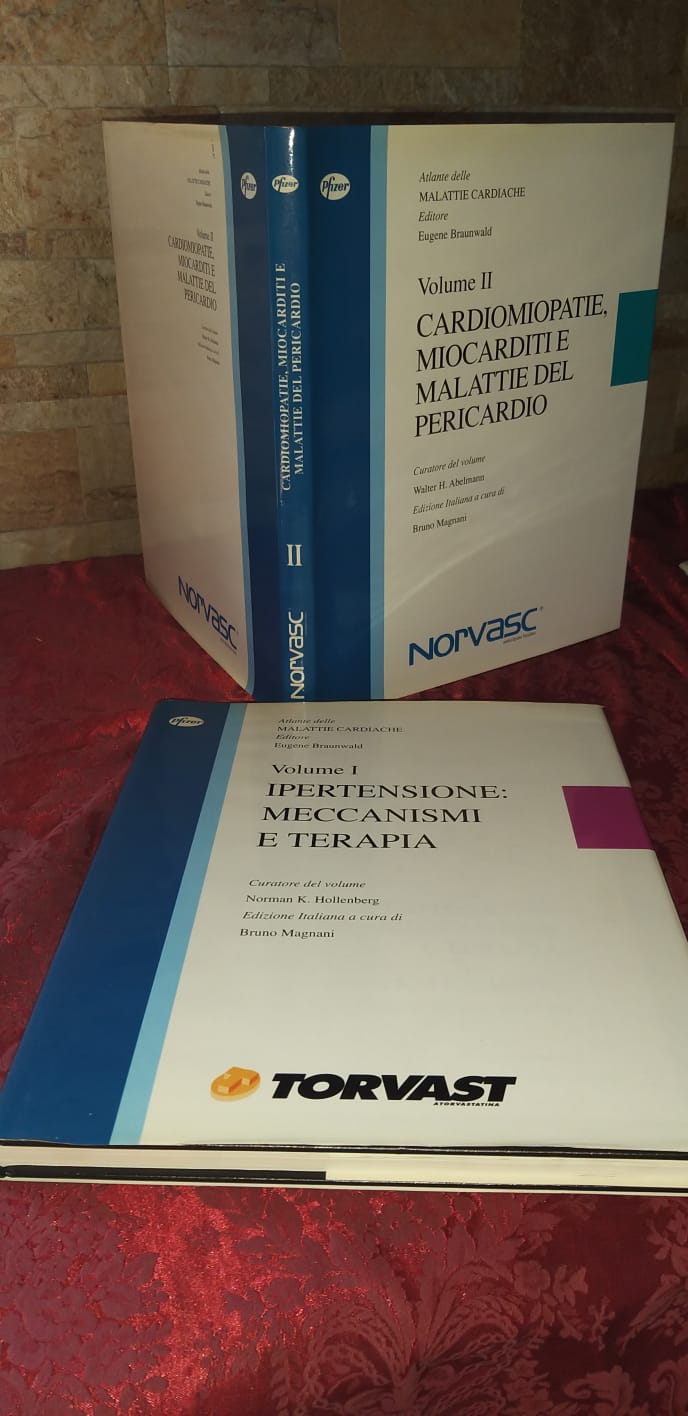 Volume II
CARDIOMIOPATIE,
MIOCARDITI E
MALATTIE DEL
PERICARDIO
NORVASC
Pfizer
Pfizer
CARDIOMIOPATIE, MIOCARDITI E
MALATTIE DEL PERICARDIO
II
NORVASC
Pfizer
Atlante delle
MALATTIE CARDIACHE
Editore
Eugene Braunwald
Volume II
CARDIOMIOPATIE,
MIOCARDITI E
MALATTIE DEL
PERICARDIO
Curatore del volume
Walter H. Abelmann
Edizione Italiana a cura di
Bruno Magnani
NORVASC
Pfizer
Atlante delle
MALATTIE CARDIACHE
Editore
Eugene Braunwald
Volume I
IPERTENSIONE:
MECCANISMI
E TERAPIA
Curatore del volume
Norman K. Hollenberg
Edizione Italiana a cura di
Bruno Magnani
TORVAST
ATORVASTATINA